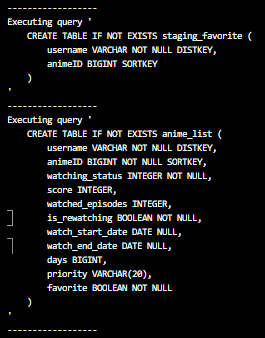 ------------------
Executing query '
CREATE TABLE IF NOT EXISTS staging_favorite (
username VARCHAR NOT NULL DISTKEY,
animeID BIGINT SORTKEY
)
'
------------------
Executing query '
CREATE TABLE IF NOT EXISTS anime_list (
username VARCHAR NOT NULL DISTKEY,
animeID BIGINT NOT NULL SORTKEY,
watching_status INTEGER NOT NULL,
score INTEGER,
watched_episodes INTEGER,
is_rewatching BOOLEAN NOT NULL,
watch_start_date DATE NULL,
watch_end_date DATE NULL,
days BIGINT,
priority VARCHAR(20),
favorite BOOLEAN NOT NULL
)
'
------------------